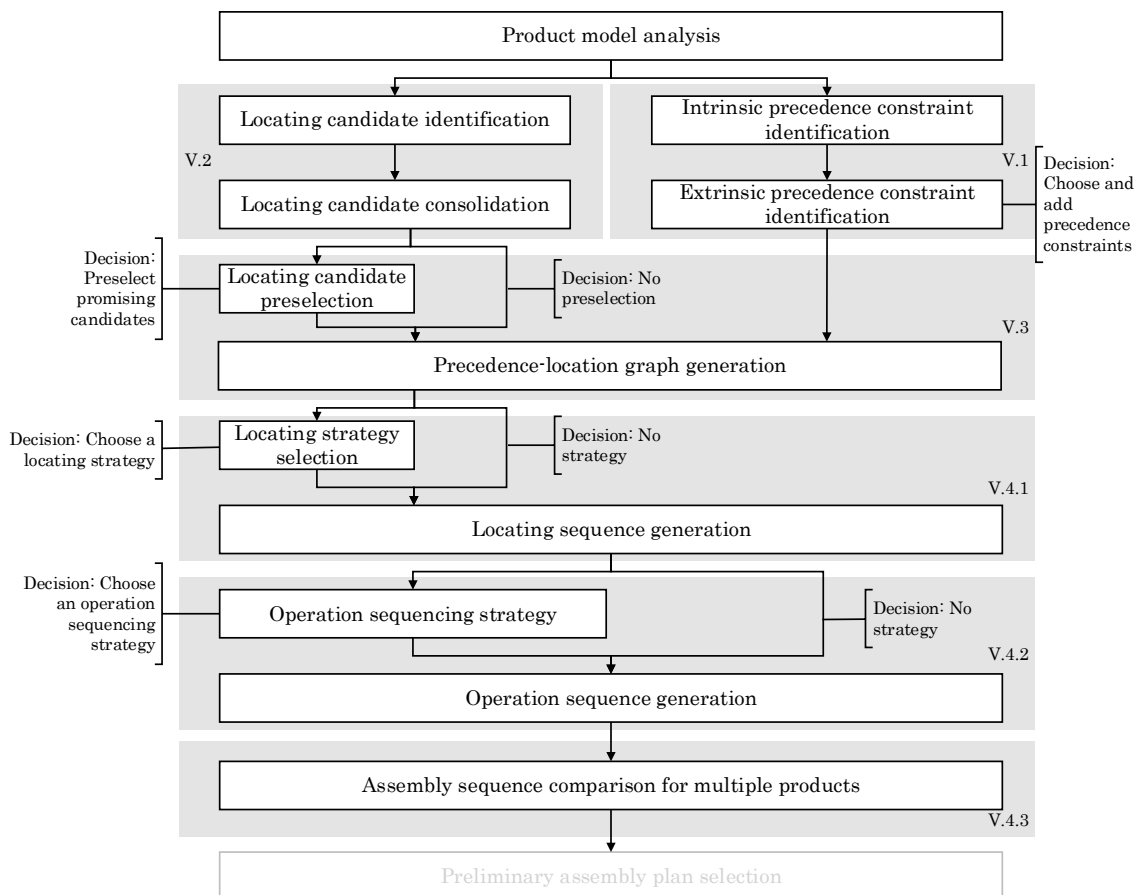 Product model analysis
Locating candidate identification
Intrinsic precedence constraint
identification
V.2
V.1
Decision:
Choose and
add
precedence
constraints
Locating candidate consolidation
Extrinsic precedence constraint
identification
Decision:
Preselect
promising
candidates
Locating candidate
preselection
Decision: No
preselection
V.3
Precedence-location graph generation
Decision: Choose a
locating strategy
Locating strategy
selection
Decision: No
strategy
V.4.1
Locating sequence generation
Decision: Choose
an operation
sequencing
strategy
Operation sequencing strategy
Decision: No
strategy
V.4.2
Operation sequence generation
Assembly sequence comparison for multiple products
V.4.3
Preliminary assembly plan selection